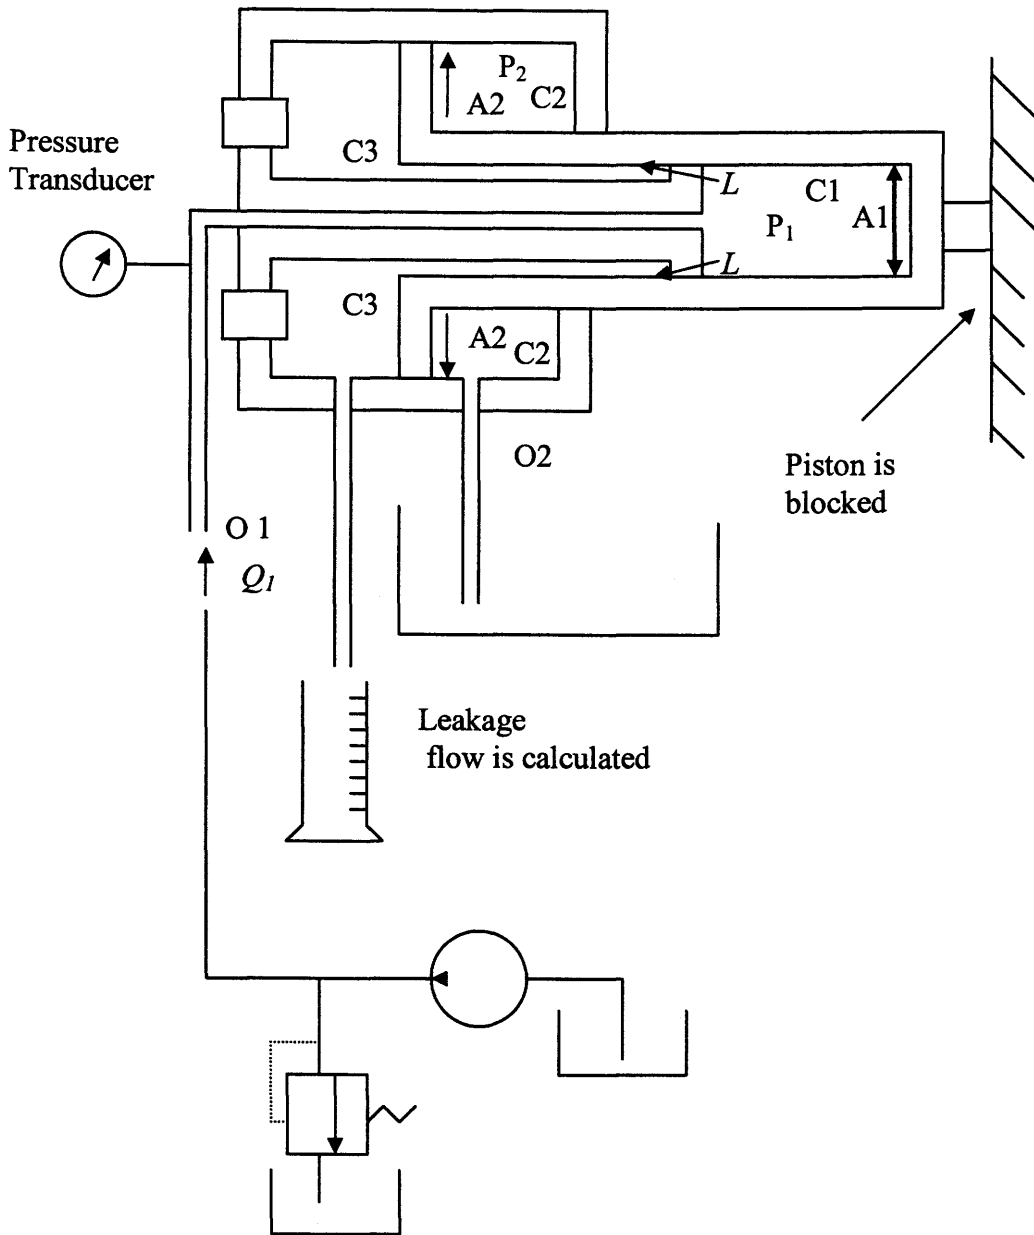 P2
A2
C2
Pressure
Transducer
C3
L
C1
P1
A1
L
C3
A2
C2
O2
Piston is
blocked
O 1
Q1
Leakage
flow is calculated